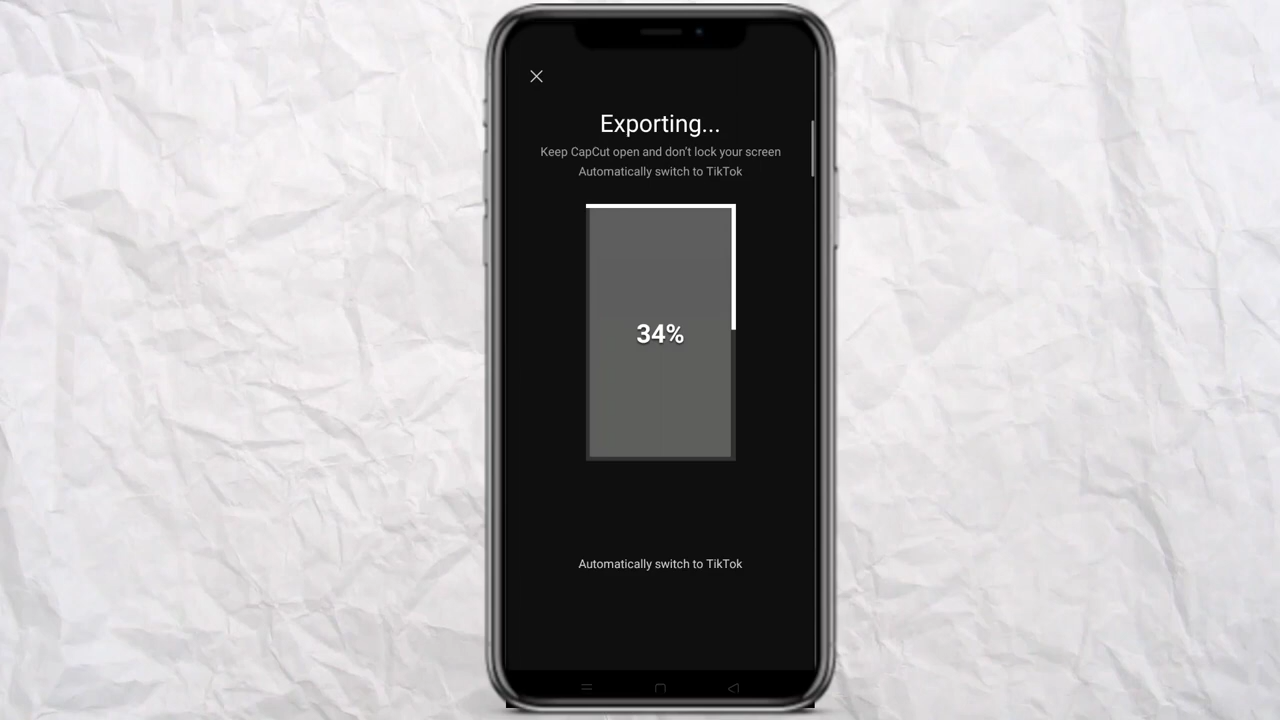 Exporting...
Keep CapCut open and don't lock your screen
Automatically switch to TikTok
34%
Automatically switch to TikTok